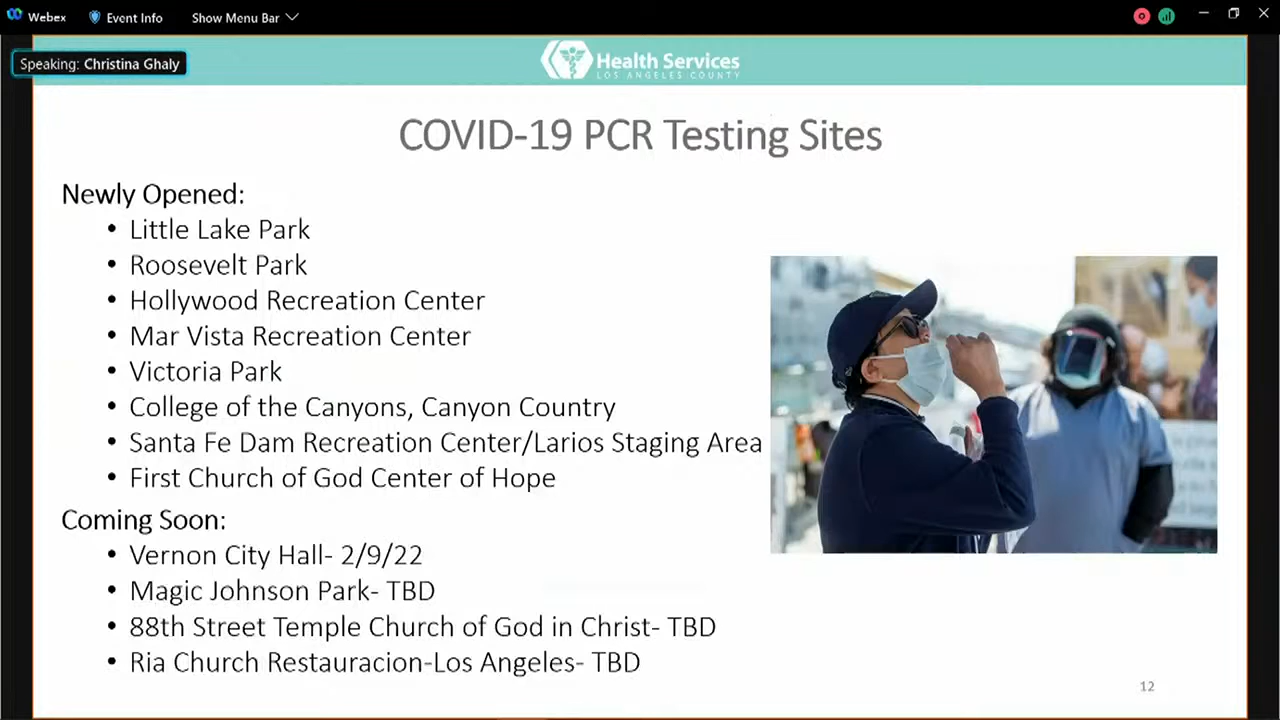 Webex
Event Info
Show Menu Bar
Speaking: Christina Ghaly
Health Services
LOS ANGELES COUNTY
COVID-19 PCR Testing Sites
Newly Opened:
• Little Lake Park
• Roosevelt Park
• Hollywood Recreation Center
• Mar Vista Recreation Center
• Victoria Park
• College of the Canyons, Canyon Country
• Santa Fe Dam Recreation Center/Larios Staging Area
• First Church of God Center of Hope
Coming Soon:
• Vernon City Hall- 2/9/22
• Magic Johnson Park- TBD
• 88th Street Temple Church of God in Christ- TBD
• Ria Church Restauracion-Los Angeles- TBD
12